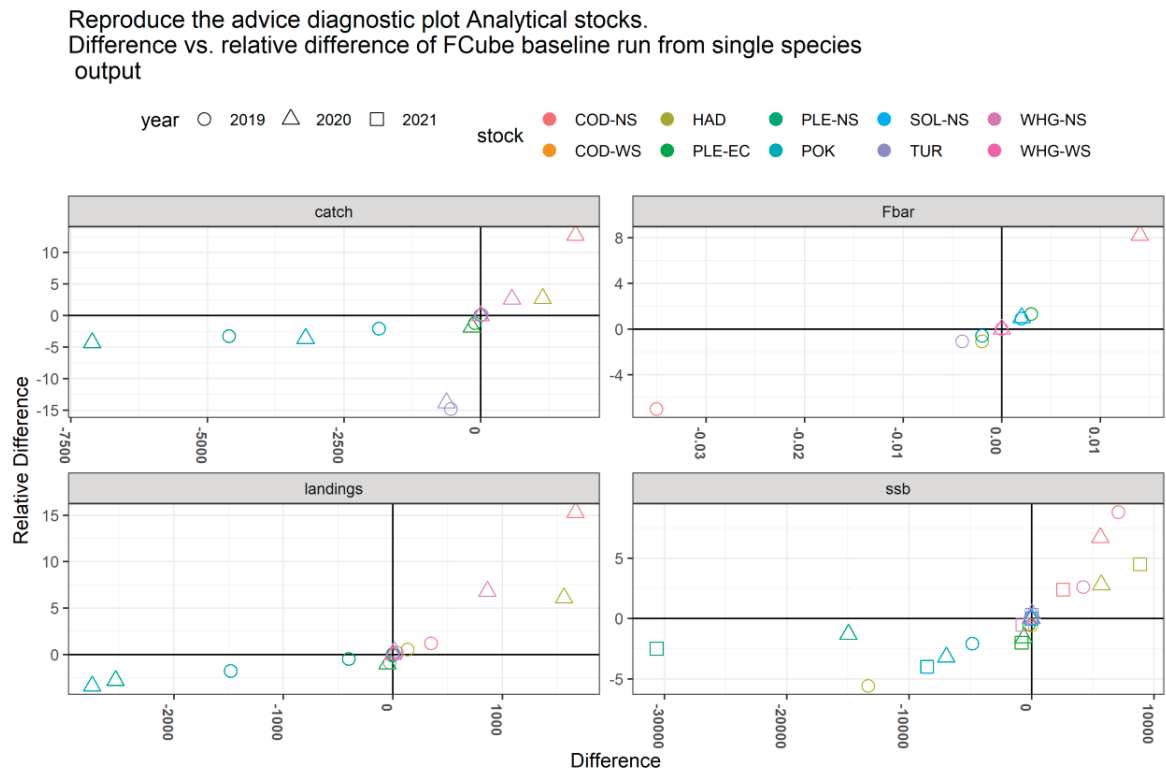 Reproduce the advice diagnostic plot Analytical stocks.
Difference vs. relative difference of FCube baseline run from single species
output
year 2019 2020 2021
stock
COD-NS HAD PLE-NS SOL-NS WHG-NS
COD-WS PLE-EC POK TUR WHG-WS
catch
10
5
0
-5
-10
-15
-7500 -5000 -2500 0
Fbar
8
4
0
-4
-0.03 -0.02 -0.01 0.00 0.01
landings
15
10
5
0
-2000 -1000 0 1000
ssb
5
0
-5
-30000 -20000 -10000 0 10000
Relative Difference
Difference